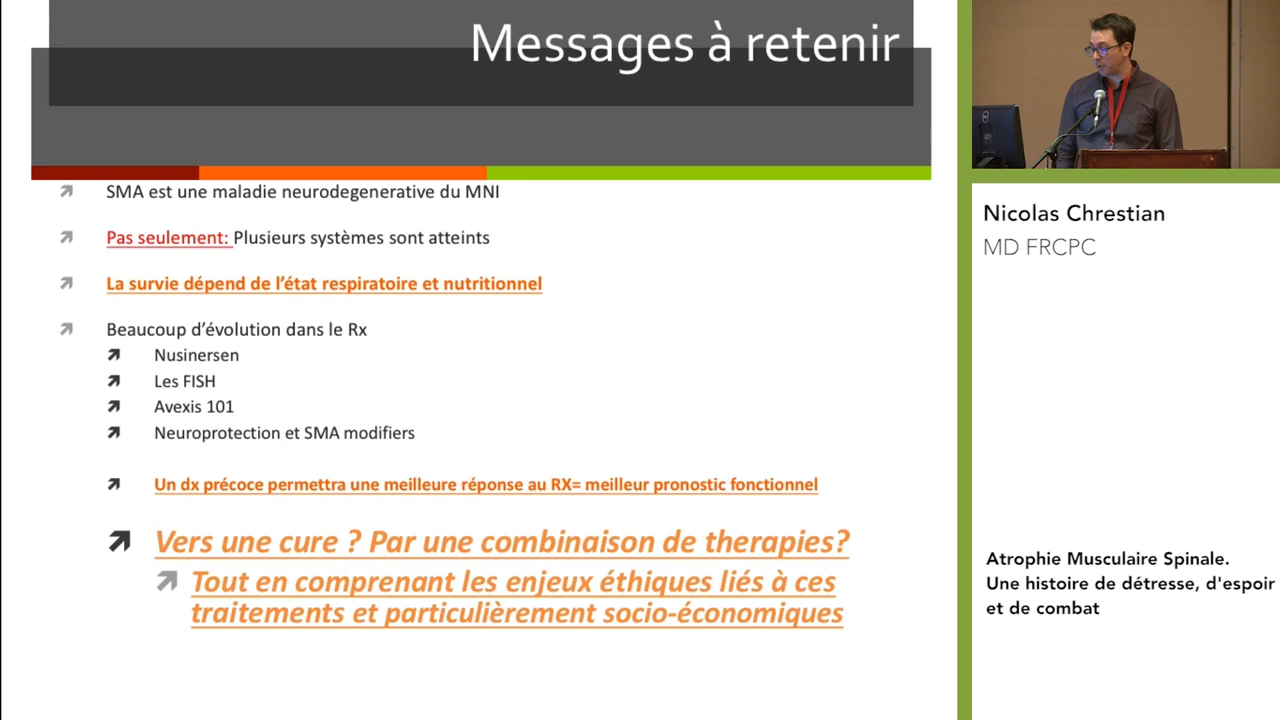 Messages à retenir
SMA est une maladie neurodegenerative du MNI
Pas seulement: Plusieurs systèmes sont atteints
La survie dépend de l’état respiratoire et nutritionnel
Beaucoup d’évolution dans le Rx
Nusinersen
Les FISH
Avexis 101
Neuroprotection et SMA modifiers
Un dx précoce permettra une meilleure réponse au RX= meilleur pronostic fonctionnel
Vers une cure ? Par une combinaison de therapies?
Tout en comprenant les enjeux éthiques liés à ces
traitements et particulièrement socio-économiques
Nicolas Chrestian
MD FRCPC
Atrophie Musculaire Spinale.
Une histoire de détresse, d'espoir
et de combat